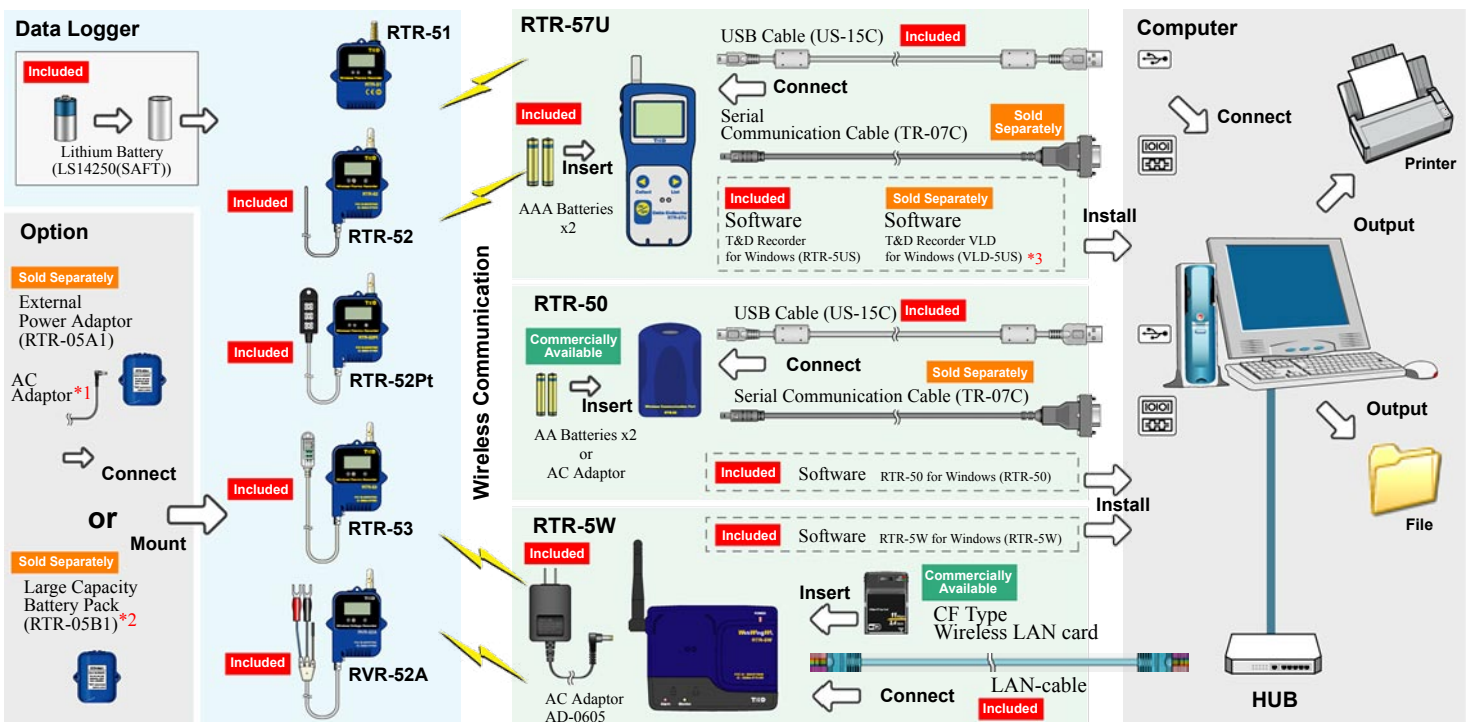 Data Logger
Included
Lithium Battery
(LS14250(SAFT))
Option
Sold Separately
External
Power Adaptor
(RTR-05A1)
AC
Adaptor*1
Connect
or
Mount
Sold Separately
Large Capacity
Battery Pack
(RTR-05B1)*2
RTR-51
Included
RTR-52
Included
RTR-52Pt
Included
RTR-53
Included
RVR-52A
Wireless Communication
RTR-57U
Included
Insert
AAA Batteries
x2
USB Cable (US-15C)
Included
Connect
Serial
Communication Cable (TR-07C)
Sold
Separately
Included
Software
T&D Recorder
for Windows (RTR-5US)
Sold Separately
Software
T&D Recorder VLD
for Windows (VLD-5US) *3
Install
RTR-50
Commercially
Available
Insert
AA Batteries x2
or
AC Adaptor
USB Cable (US-15C)
Included
Connect
Sold Separately
Serial Communication Cable (TR-07C)
Included
Software RTR-50 for Windows (RTR-50)
Install
RTR-5W
Included
AC Adaptor
AD-0605
Included
Software RTR-5W for Windows (RTR-5W)
Insert
Commercially
Available
CF Type
Wireless LAN card
Connect
LAN-cable
Included
Computer
Connect
Printer
Output
Output
File
HUB